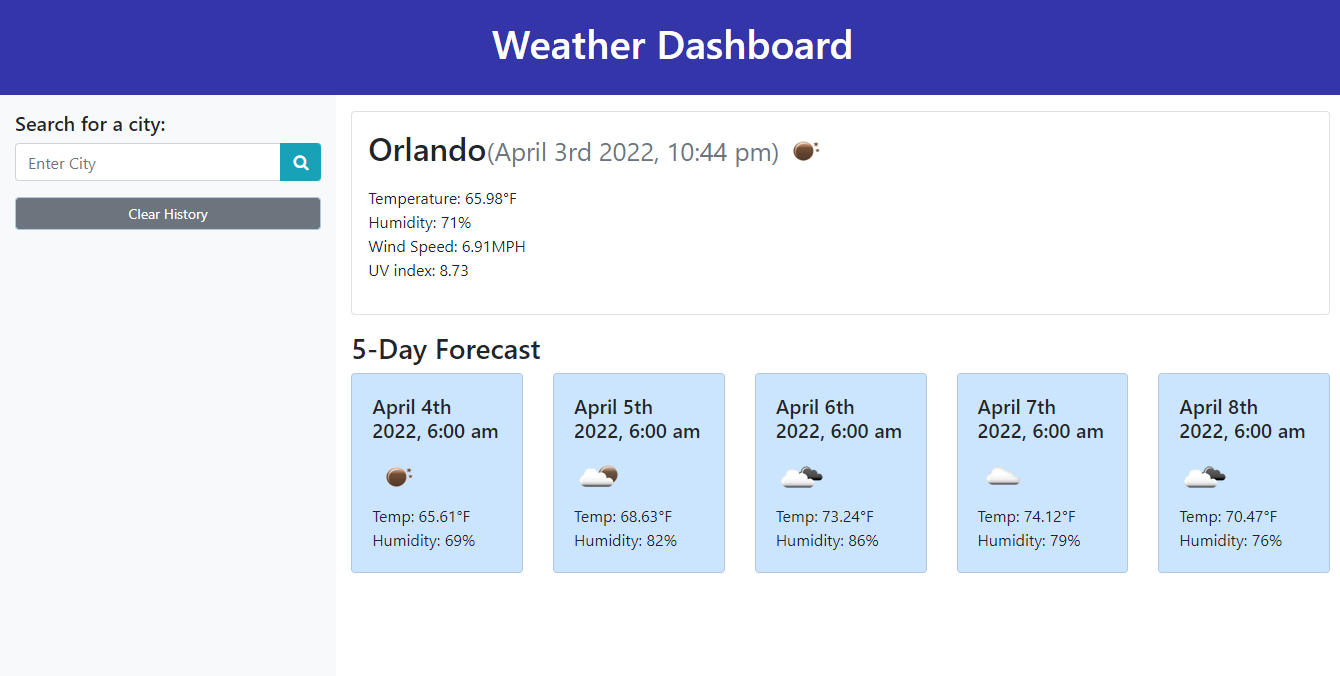 Weather Dashboard
Search for a city:
Enter City
Clear History
Orlando(April 3rd 2022, 10:44 pm)
Temperature: 65.98°F
Humidity: 71%
Wind Speed: 6.91MPH
UV index: 8.73
5-Day Forecast
April 4th
2022, 6:00 am
Temp: 65.61°F
Humidity: 69%
April 5th
2022, 6:00 am
Temp: 68.63°F
Humidity: 82%
April 6th
2022, 6:00 am
Temp: 73.24°F
Humidity: 86%
April 7th
2022, 6:00 am
Temp: 74.12°F
Humidity: 79%
April 8th
2022, 6:00 am
Temp: 70.47°F
Humidity: 76%